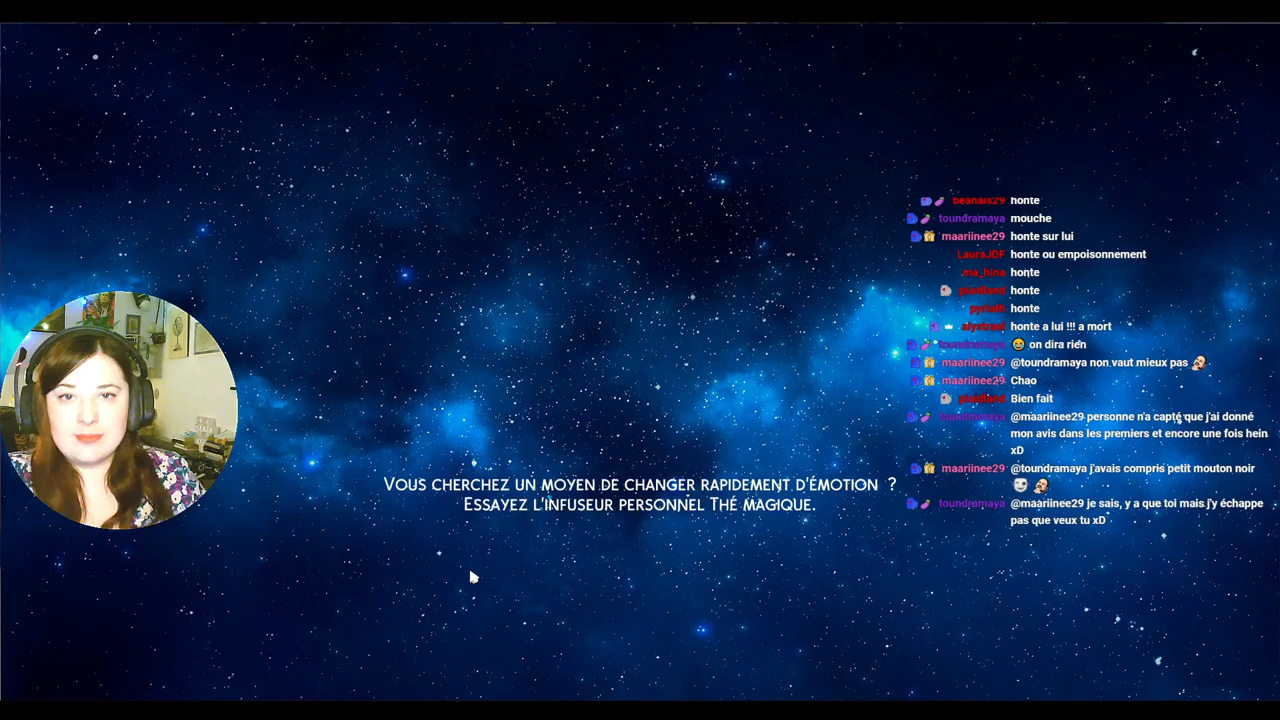 beanais29 honte
toundramaya mouche
maariinee29 honte sur lui
LauraJDF honte ou empoisonnement
ma_hina honte
plaidland honte
honte
honte a lui !!! a mort
toundramaya on dira rien
maariinee29 @toundramaya non vaut mieux pas
maariinee29 Chao
plaidland Bien fait
toundramaya @maariinee29 personne n'a capté que j'ai donné
mon avis dans les premiers et encore une fois hein
xD
maariinee29 @toundramaya j'avais compris petit mouton noir
toundramaya @maariinee29 je sais, y a que toi mais j'y échappe
pas que veux tu xD
Vous cherchez un moyen de changer rapidement d'émotion ?
Essayez l'infuseur personnel Thé magique.